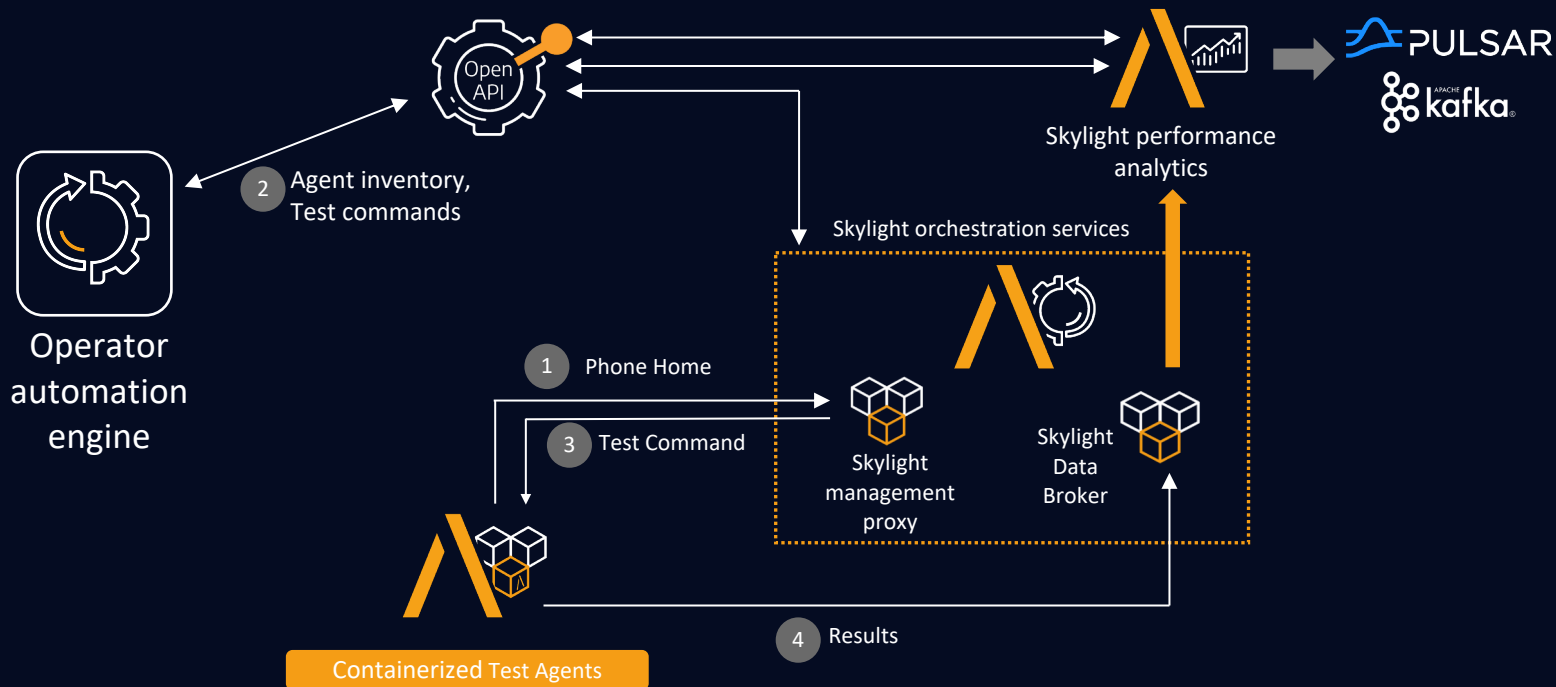 Open
API
PULSAR
APACHE
kafka®
Skylight performance
analytics
2
Agent inventory,
Test commands
Skylight orchestration services
Operator
automation
engine
1
Phone Home
3
Test Command
Skylight
management
proxy
Skylight
Data
Broker
4
Results
Containerized Test Agents